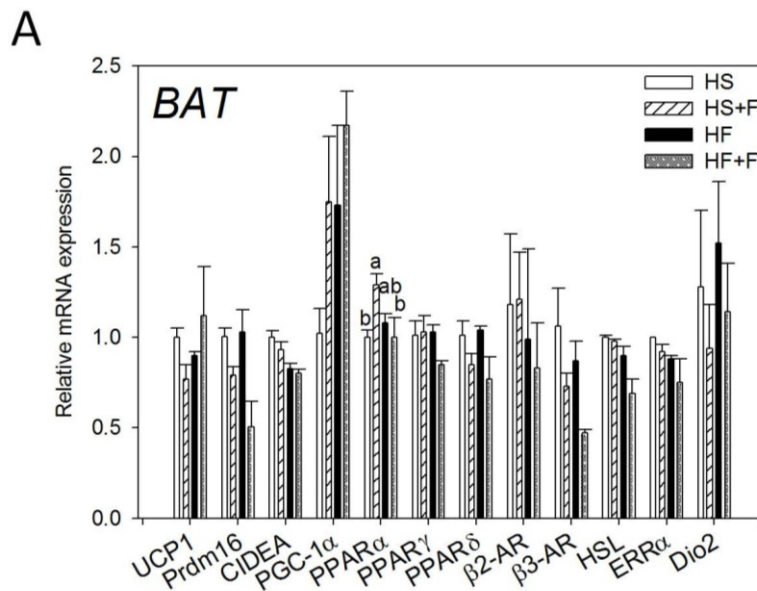 A
2.5
2.0
1.5
1.0
0.5
0.0
Relative mRNA expression
BAT
HS
HS+F
HF
HF+F
b
a
ab
b
UCP1
Prdm16
CIDEA
PGC-1α
PPARα
PPARγ
PPARδ
β2-AR
β3-AR
HSL
ERRα
Dio2